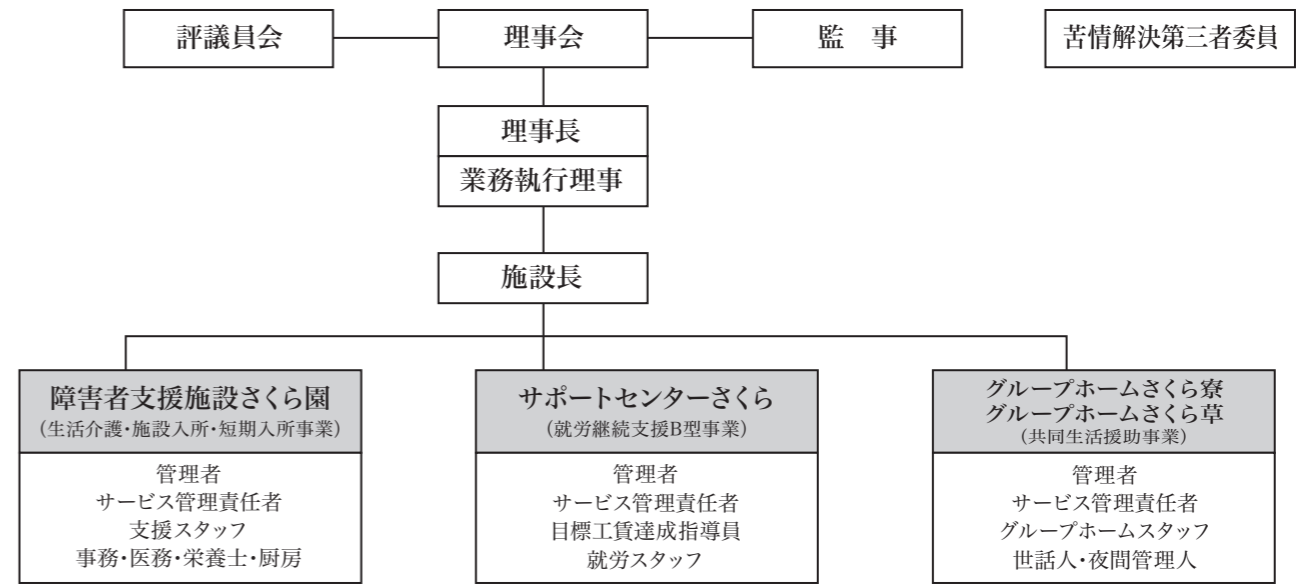 評議員会
理事会
監　事
苦情解決第三者委員
理事長
業務執行理事
施設長
障害者支援施設さくら園
（生活介護・施設入所・短期入所事業）
管理者
サービス管理責任者
支援スタッフ
事務・医務・栄養士・厨房
サポートセンターさくら
（就労継続支援B型事業）
管理者
サービス管理責任者
目標工賃達成指導員
就労スタッフ
グループホームさくら寮
グループホームさくら草
（共同生活援助事業）
管理者
サービス管理責任者
グループホームスタッフ
世話人・夜間管理人